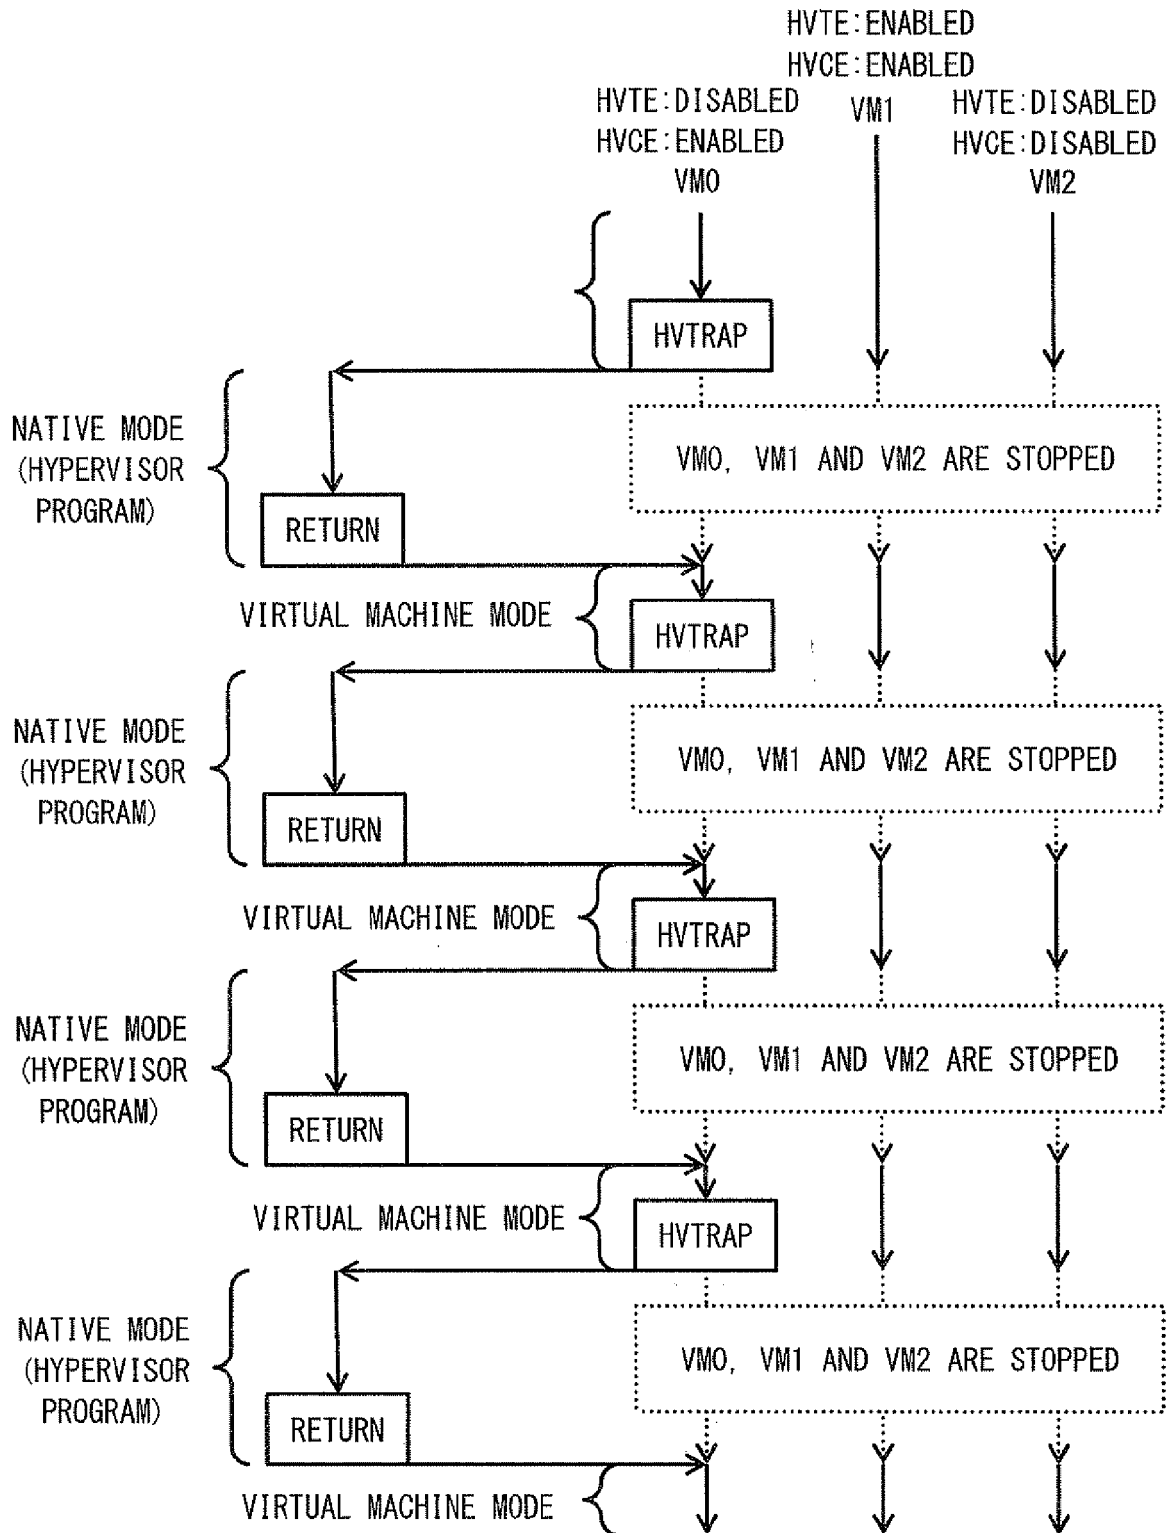 HVTE:ENABLED
HVCE:ENABLED
VM1
HVTE:DISABLED
HVCE:ENABLED
VM0
HVTE:DISABLED
HVCE:DISABLED
VM2
HVTRAP
NATIVE MODE
(HYPERVISOR
PROGRAM)
VM0, VM1 AND VM2 ARE STOPPED
RETURN
VIRTUAL MACHINE MODE
HVTRAP
NATIVE MODE
(HYPERVISOR
PROGRAM)
VM0, VM1 AND VM2 ARE STOPPED
RETURN
VIRTUAL MACHINE MODE
HVTRAP
NATIVE MODE
(HYPERVISOR
PROGRAM)
VM0, VM1 AND VM2 ARE STOPPED
RETURN
VIRTUAL MACHINE MODE
HVTRAP
NATIVE MODE
(HYPERVISOR
PROGRAM)
VM0, VM1 AND VM2 ARE STOPPED
RETURN
VIRTUAL MACHINE MODE